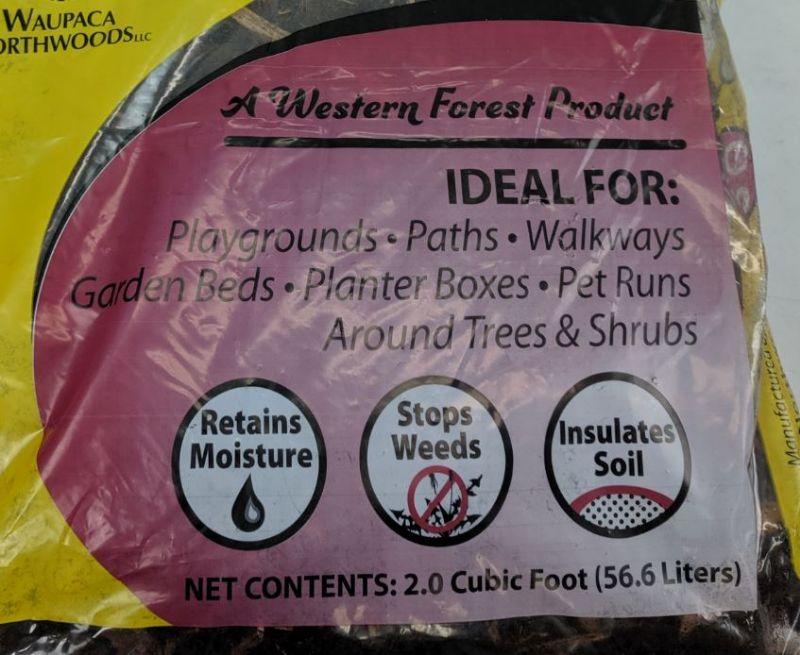 WAUPACA
ORTHWOODS LLC
A Western Forest Product
IDEAL FOR:
Playgrounds • Paths • Walkways
Garden Beds • Planter Boxes • Pet Runs
Around Trees & Shrubs
Retains
Moisture
Stops
Weeds
Insulates
Soil
NET CONTENTS: 2.0 Cubic Foot (56.6 Liters)
Manufactured